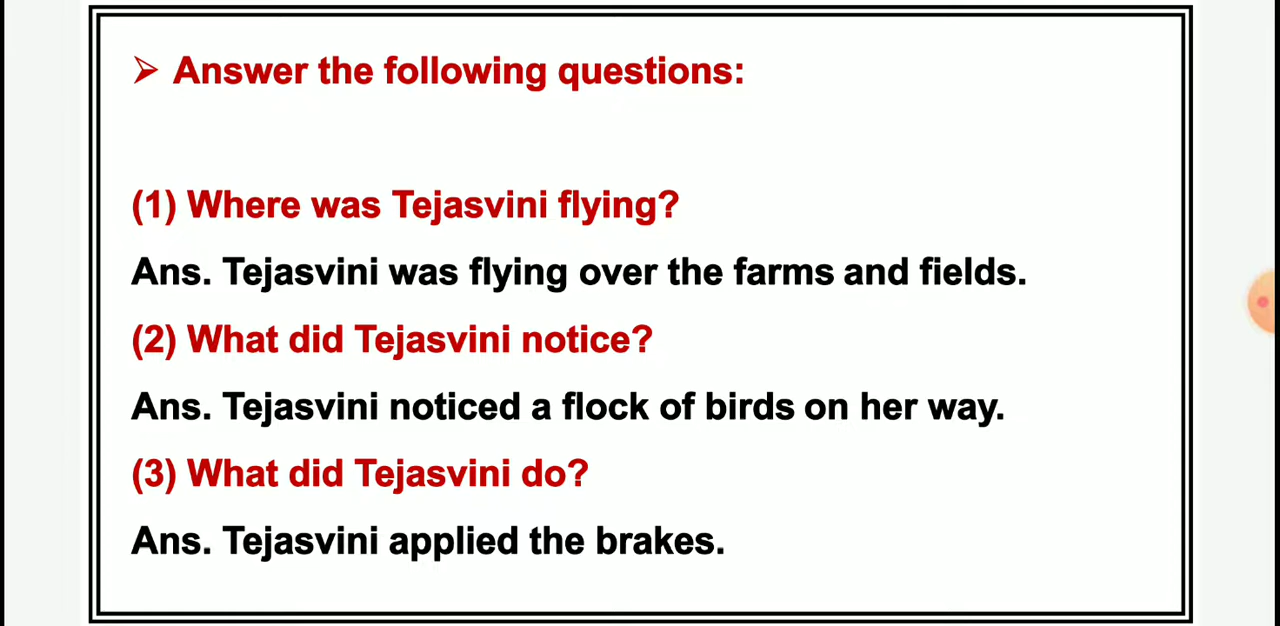 ➢ Answer the following questions:
(1) Where was Tejasvini flying?
Ans. Tejasvini was flying over the farms and fields.
(2) What did Tejasvini notice?
Ans. Tejasvini noticed a flock of birds on her way.
(3) What did Tejasvini do?
Ans. Tejasvini applied the brakes.